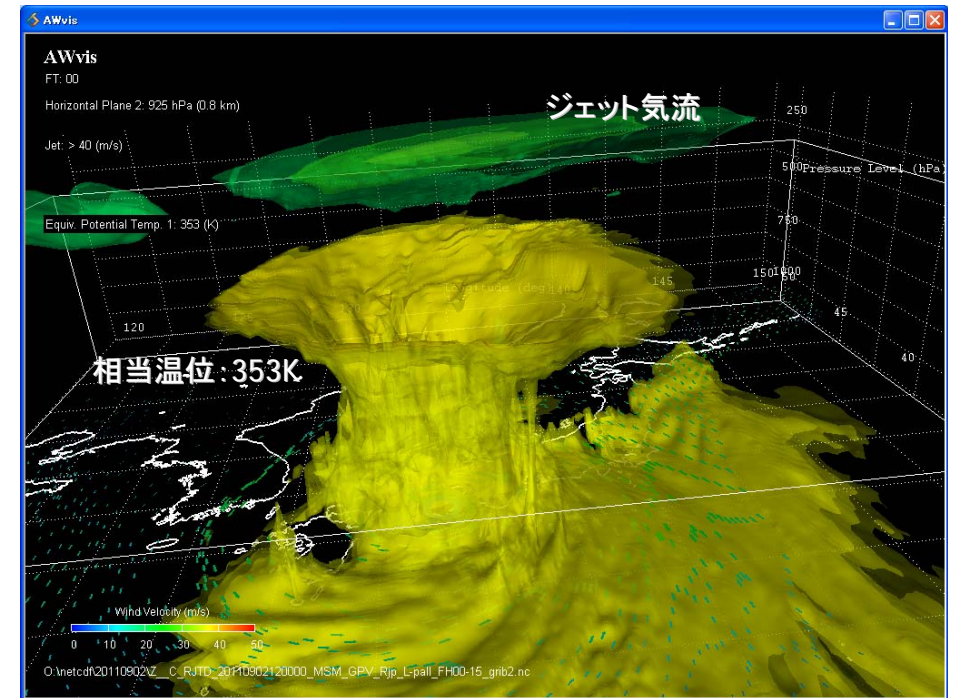 AWvis
AWvis
FT: 00
Horizontal Plane 2: 925 hPa (0.8 km)
ジェット気流
250
Jet: > 40 (m/s)
500
Pressure Level (hPa)
Equiv. Potential Temp. 1: 353 (K)
750
145
150
1000
50
120
45
相当温位:353K
40
Wind Velocity (m/s)
0 10 20 30 40 50
O:\netcdf\20110902\Z__C_RJTD_20110902120000_MSM_GPV_Rjp_L-pall_FH00-15_grib2.nc